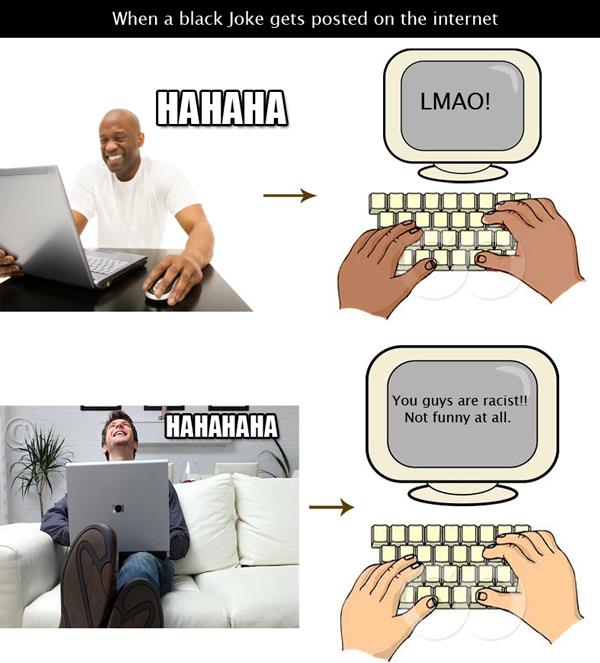 When a black Joke gets posted on the internet
HAHAHA
LMAO!
HAHAHAHA
You guys are racist!!
Not funny at all.